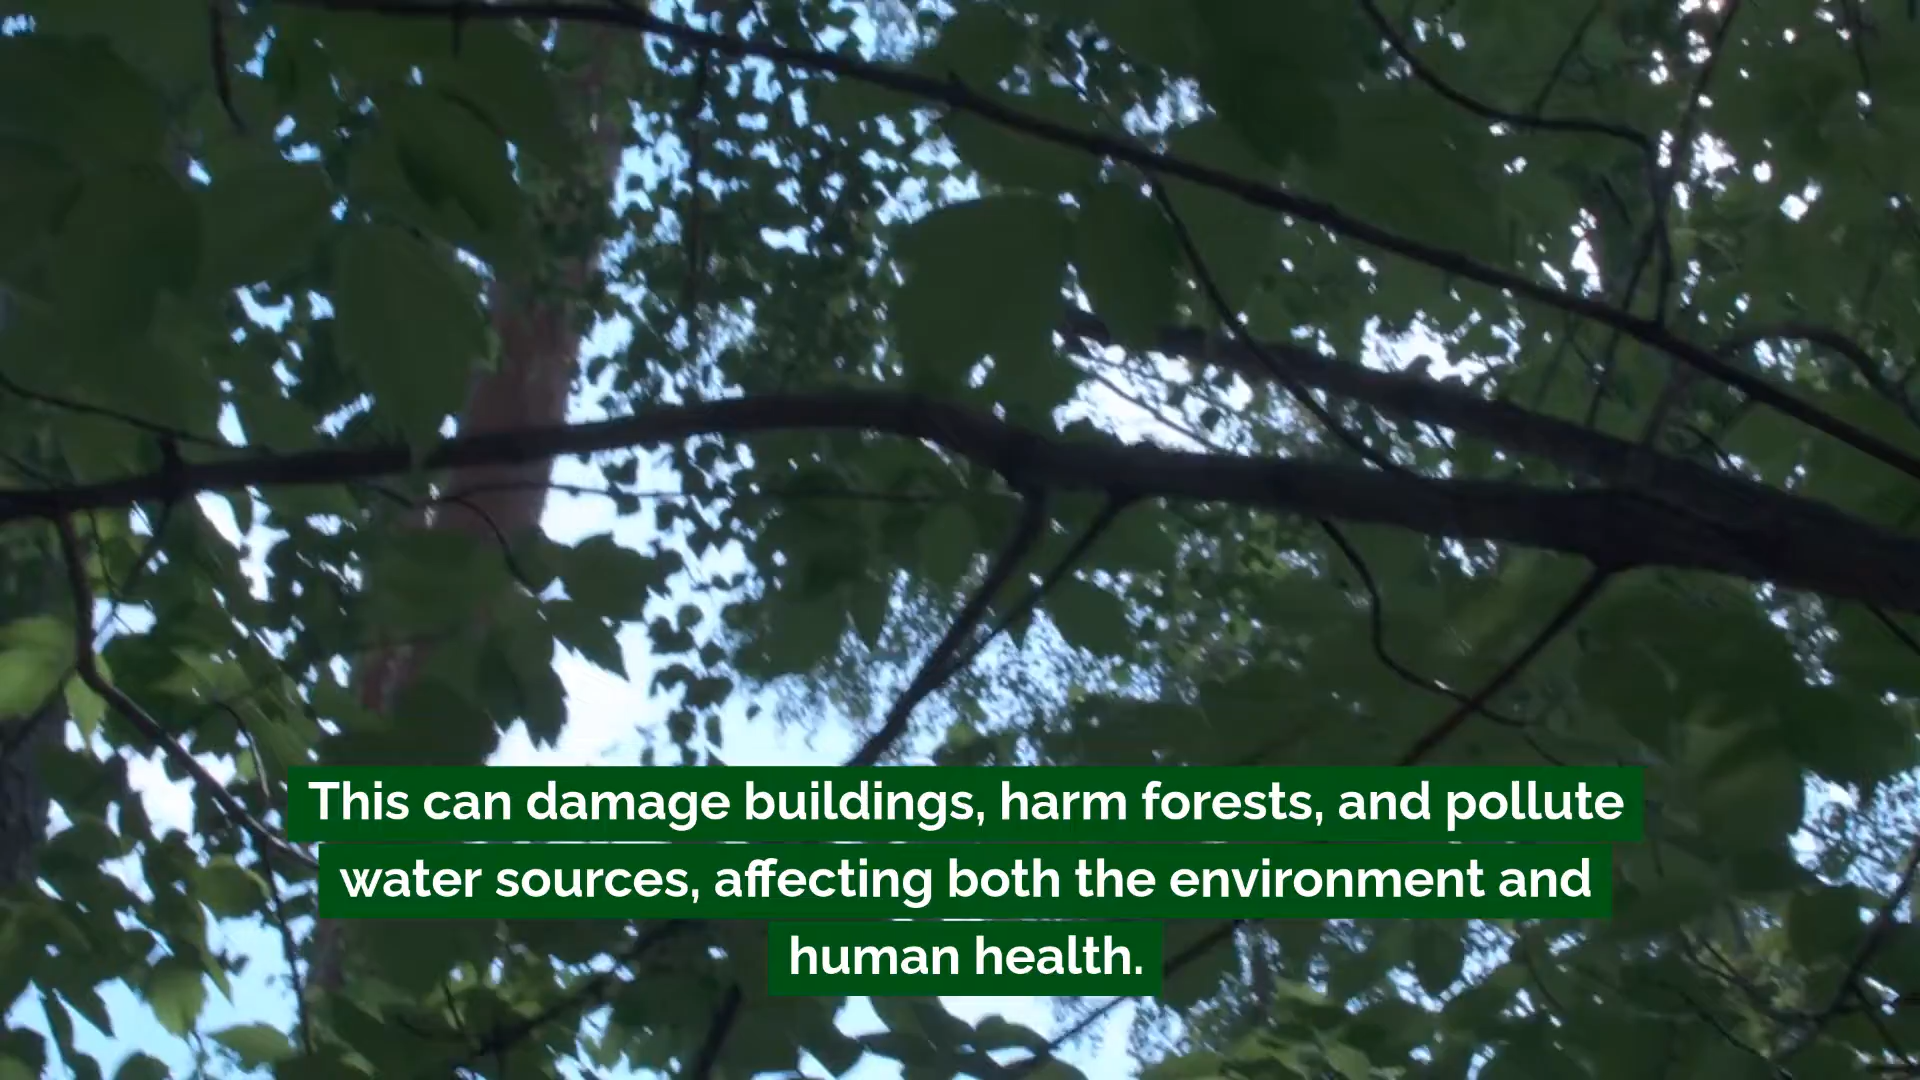 This can damage buildings, harm forests, and pollute
water sources, affecting both the environment and
human health.